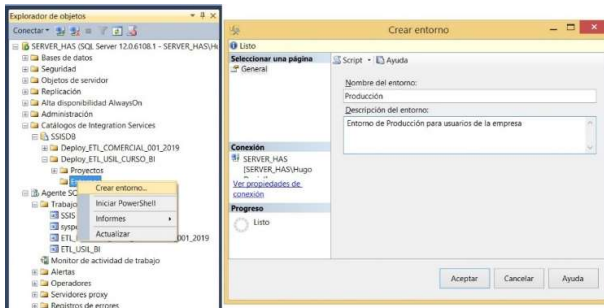 Explorador de objetos
Conectar
SERVER_HAS (SQL Server 12.0.6108.1 - SERVER_HAS\Hu
Bases de datos
Seguridad
Objetos de servidor
Replicación
Alta disponibilidad AlwaysOn
Administración
Catálogos de Integration Services
SSISDB
Deploy_ETL_COMERCIAL_001_2019
Deploy_ETL_USIL_CURSO_BI
Proyectos
Crear entorno...
Iniciar PowerShell
Informes
Actualizar
Agente SQ
Trabajo
SSIS
syspo
ETL_
001_2019
ETL_USIL_BI
Monitor de actividad de trabajo
Alertas
Operadores
Servidores proxy
Registros de errores
Crear entorno
Listo
Seleccionar una página
General
Script
Ayuda
Nombre del entorno:
Producción
Descripción del entorno:
Entorno de Producción para usuarios de la empresa
Conexión
SERVER_HAS
[SERVER_HAS\Hugo
Ver propiedades de
conexión
Progreso
Listo
Aceptar
Cancelar
Ayuda